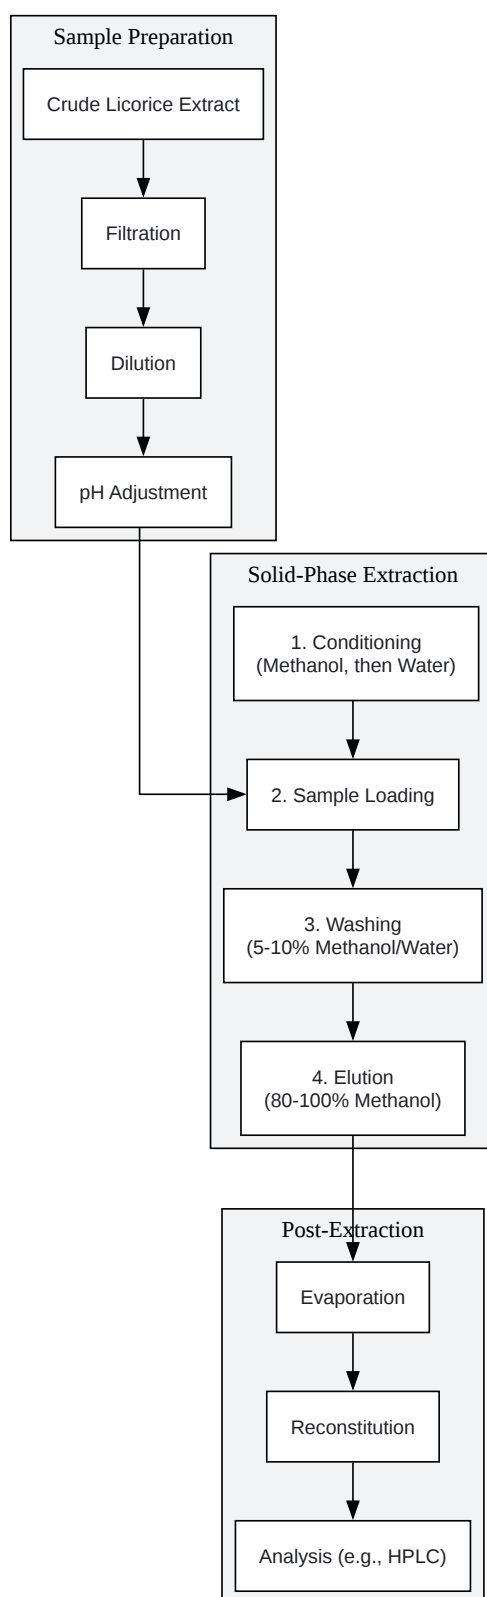 Sample Preparation
Crude Licorice Extract
Filtration
Dilution
pH Adjustment
Solid-Phase Extraction
1. Conditioning
(Methanol, then Water)
2. Sample Loading
3. Washing
(5-10% Methanol/Water)
4. Elution
(80-100% Methanol)
Post-Extraction
Evaporation
Reconstitution
Analysis (e.g., HPLC)